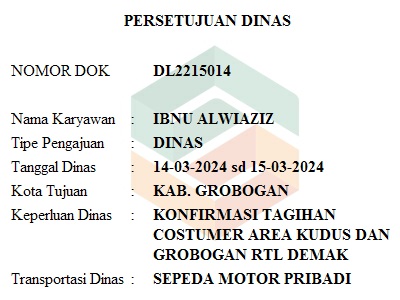 PERSETUJUAN DINAS
NOMOR DOK DL2215014
Nama Karyawan : IBNU ALWIAZIZ
Tipe Pengajuan : DINAS
Tanggal Dinas : 14-03-2024 sd 15-03-2024
Kota Tujuan : KAB. GROBOGAN
Keperluan Dinas : KONFIRMASI TAGIHAN
COSTUMER AREA KUDUS DAN
GROBOGAN RTL DEMAK
Transportasi Dinas : SEPEDA MOTOR PRIBADI